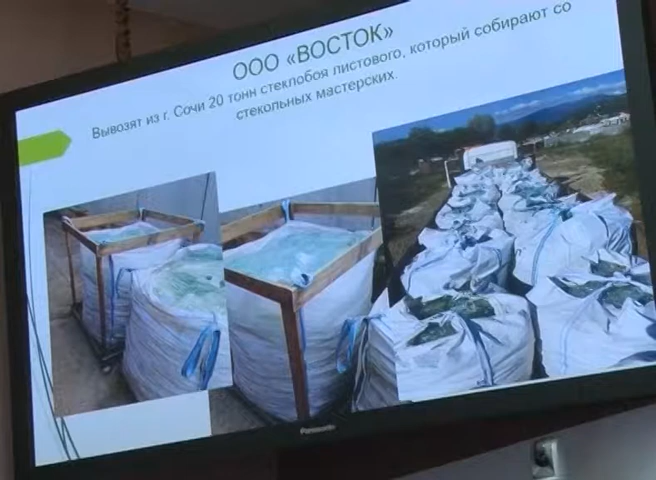 ООО «ВОСТОК»
Вывозят из г. Сочи 20 тонн стеклобоя листового, который собирают со
стекольных мастерских.
Panasonic